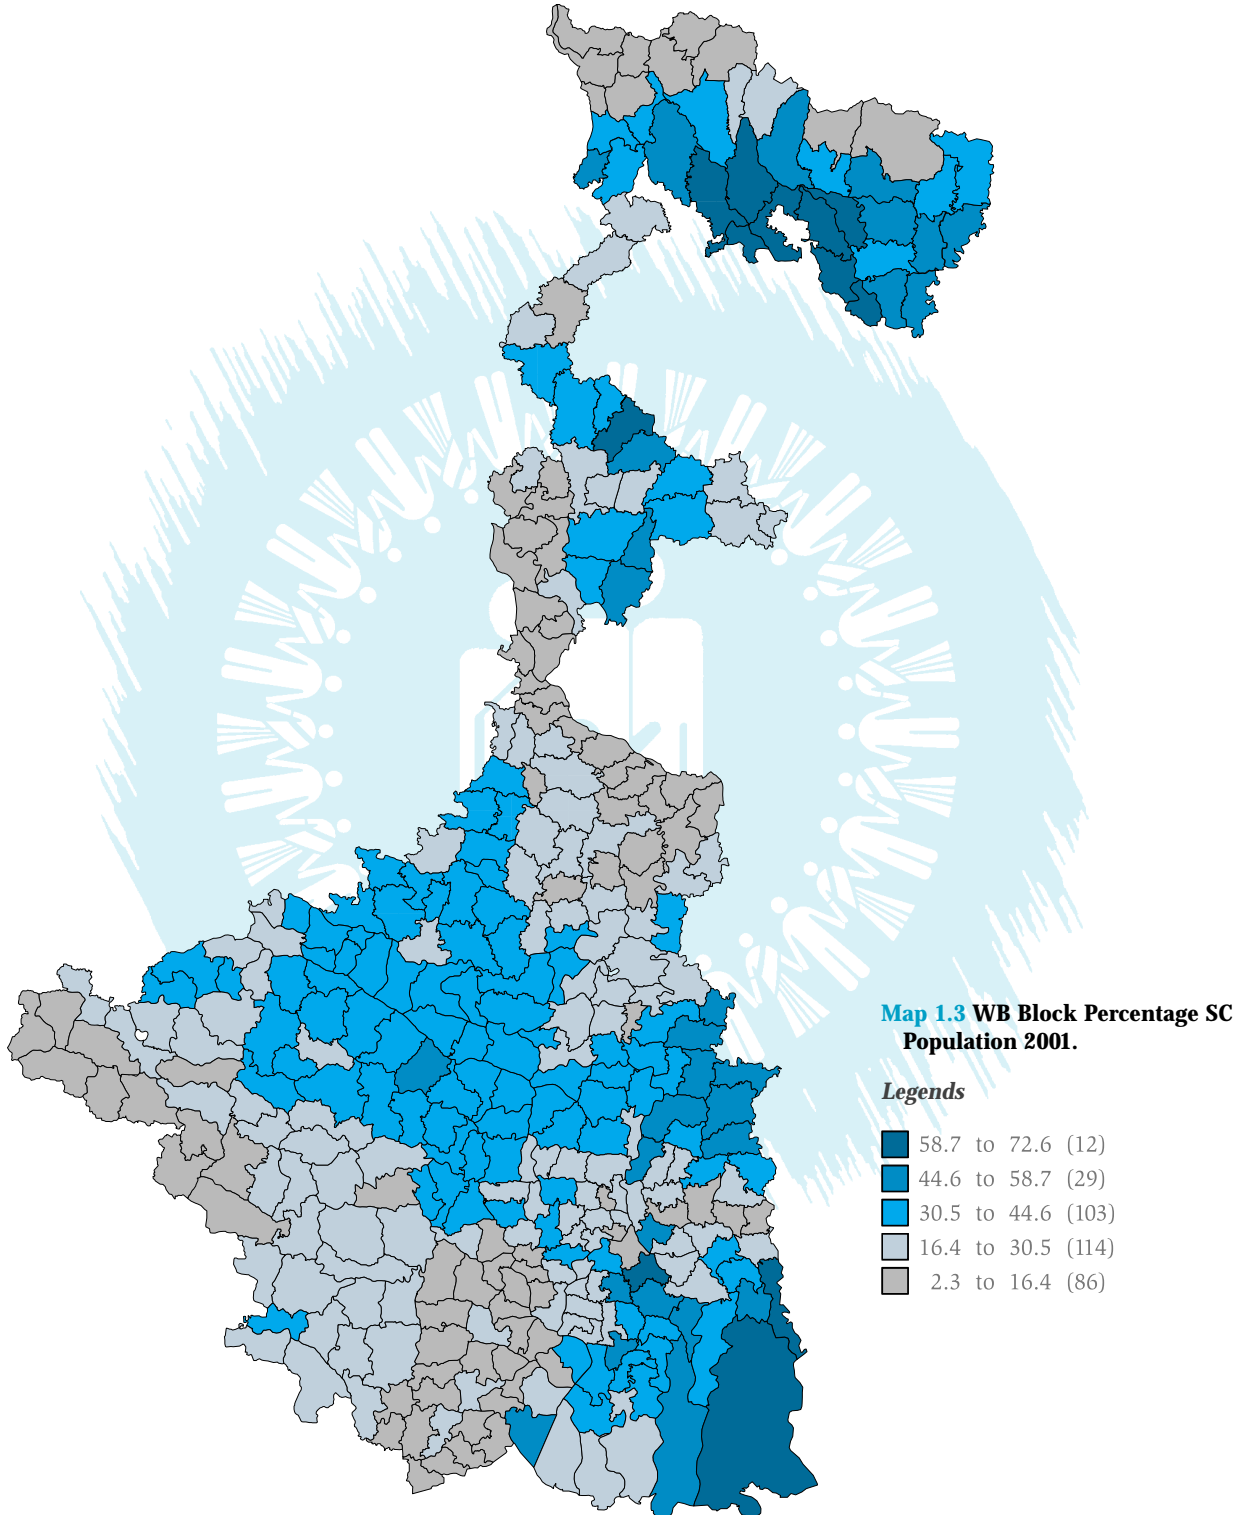 Map 1.3 WB Block Percentage SC
Population 2001.
Legends
58.7 to 72.6 (12)
44.6 to 58.7 (29)
30.5 to 44.6 (103)
16.4 to 30.5 (114)
2.3 to 16.4 (86)